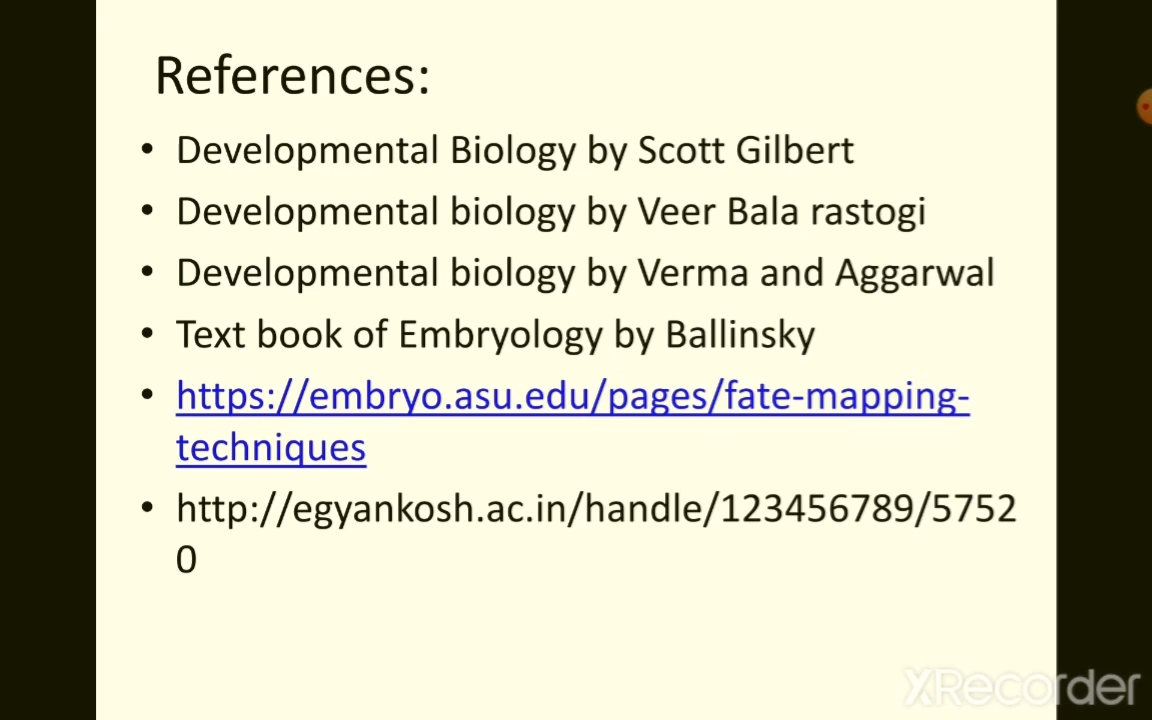 References:
• Developmental Biology by Scott Gilbert
• Developmental biology by Veer Bala rastogi
• Developmental biology by Verma and Aggarwal
• Text book of Embryology by Ballinsky
• https://embryo.asu.edu/pages/fate-mapping-
techniques
• http://egyankosh.ac.in/handle/123456789/5752
0
XRecorder